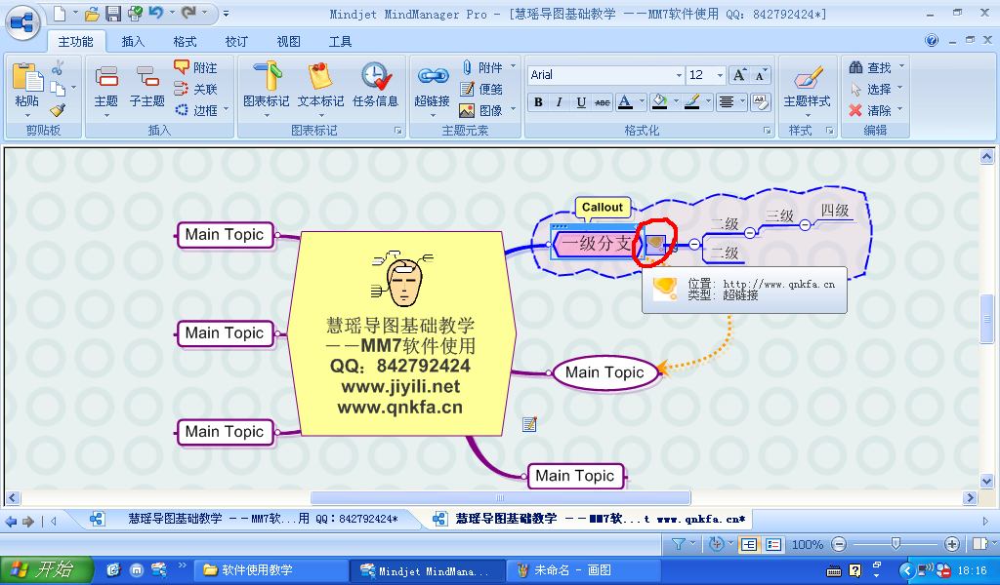 Mindjet MindManager Pro - [慧瑶导图基础教学 －－MM7软件使用 QQ：842792424*]
主功能 插入 格式 校订 视图 工具
粘贴
剪贴板
主题 子主题 附注 关联 边框
插入
图表标记 文本标记 任务信息
图表标记
超链接 附件 便笺 图像
主题元素
Arial 12 A A
B I U ABC A
格式化
主题样式
样式
查找 选择 清除
编辑
Callout
一级分支
二级 三级 四级
二级
位置: http://www.qnkfa.cn
类型: 超链接
Main Topic
Main Topic
Main Topic
慧瑶导图基础教学
－－MM7软件使用
QQ：842792424
www.jiyili.net
www.qnkfa.cn
Main Topic
Main Topic
慧瑶导图基础教学 －－MM7软...用 QQ：842792424*
慧瑶导图基础教学 －－MM7软...t www.qnkfa.cn*
100%
开始
软件使用教学
Mindjet MindMana...
未命名 - 画图
18:16